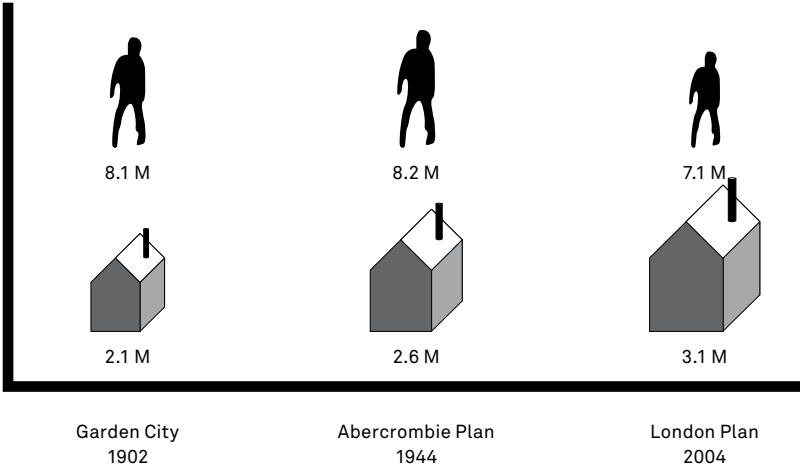 8.1 M
8.2 M
7.1 M
2.1 M
2.6 M
3.1 M
Garden City
1902
Abercrombie Plan
1944
London Plan
2004